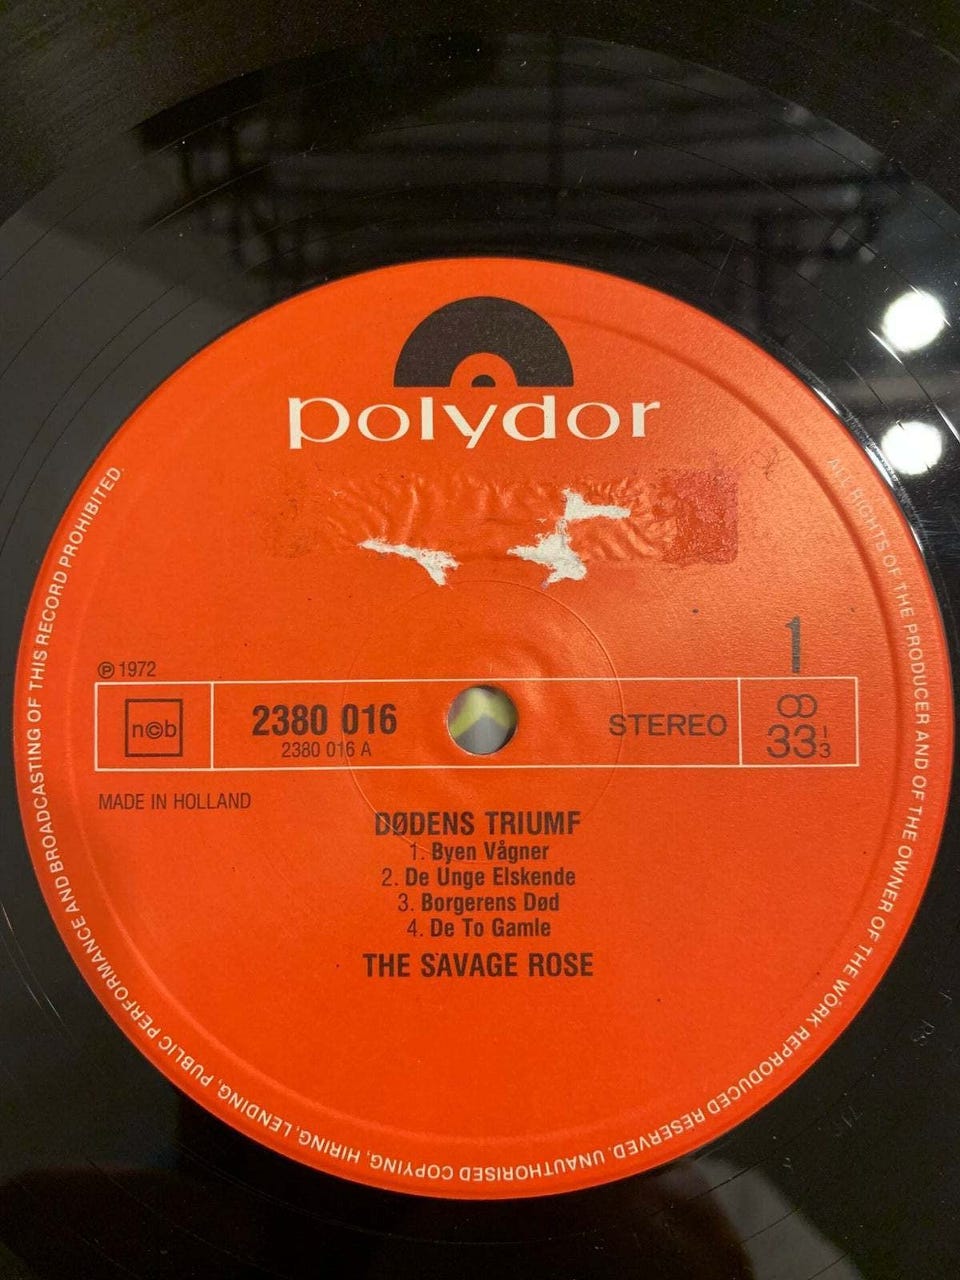 polydor
1
℗ 1972
ncb
2380 016
2380 016 A
STEREO
33 1/3
MADE IN HOLLAND
DØDENS TRIUMF
1. Byen Vågner
2. De Unge Elskende
3. Borgerens Død
4. De To Gamle
THE SAVAGE ROSE
ALL RIGHTS OF THE PRODUCER AND OF THE OWNER OF THE WORK REPRODUCED RESERVED. UNAUTHORISED COPYING, HIRING, LENDING, PUBLIC PERFORMANCE AND BROADCASTING OF THIS RECORD PROHIBITED.